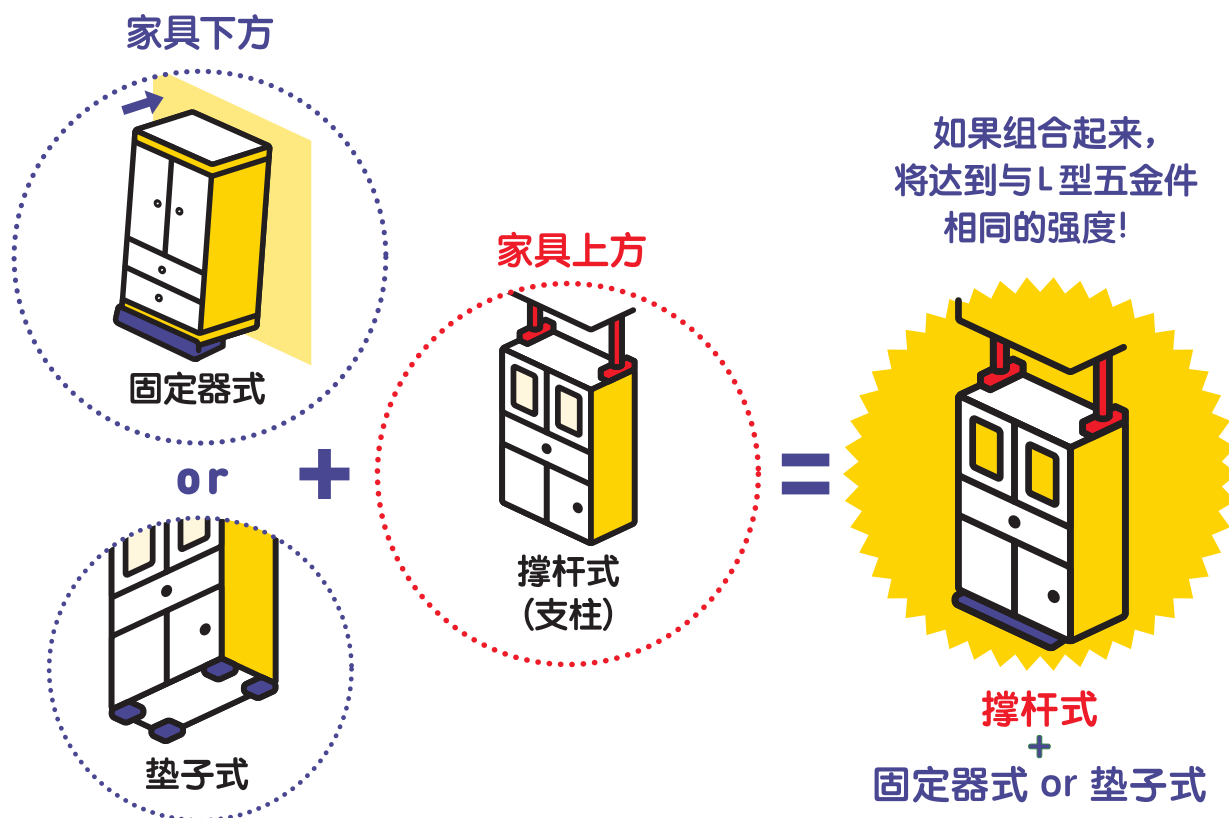 家具下方
固定器式
or
垫子式
+
家具上方
撑杆式
（支柱）
=
如果组合起来，
将达到与L型五金件
相同的强度！
撑杆式
+
固定器式 or 垫子式